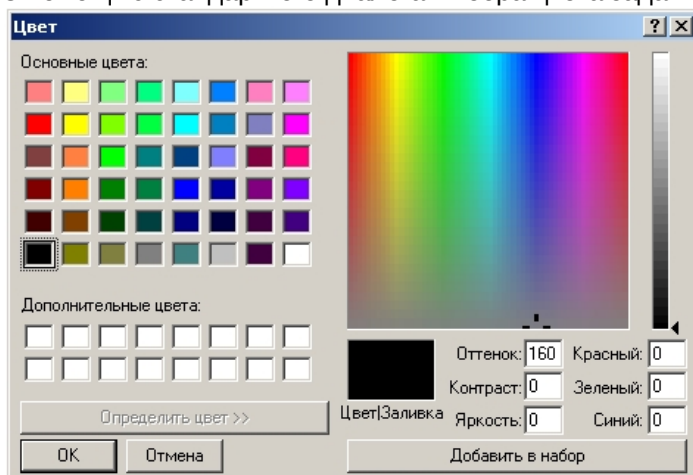 Цвет
Основные цвета:
Дополнительные цвета:
Определить цвет >>
OK
Отмена
Цвет|Заливка
Оттенок: 160
Контраст: 0
Яркость: 0
Красный: 0
Зеленый: 0
Синий: 0
Добавить в набор